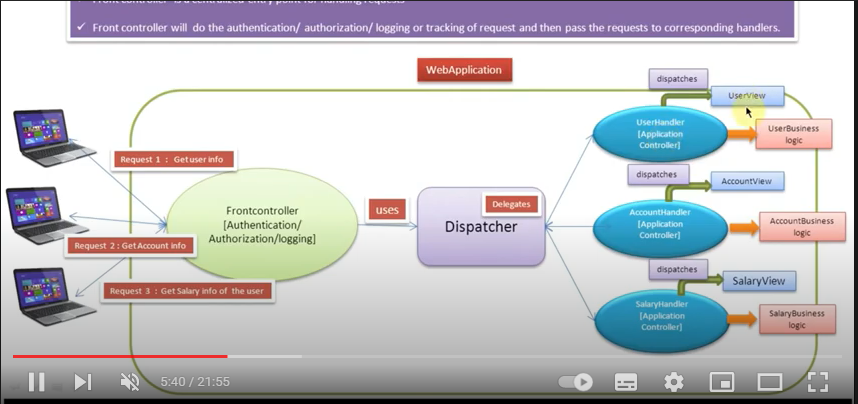 Front controller is a centralized entry point for handling requests
✓ Front controller will do the authentication/ authorization/ logging or tracking of request and then pass the requests to corresponding handlers.
WebApplication
dispatches
UserView
UserHandler
[Application
Controller]
UserBusiness
logic
Request 1 : Get user info
dispatches
AccountView
Frontcontroller
[Authentication/
Authorization/logging]
uses
Delegates
Dispatcher
AccountHandler
[Application
Controller]
AccountBusiness
logic
Request 2 : Get Account info
dispatches
SalaryView
Request 3 : Get Salary info of the user
SalaryHandler
[Application
Controller]
SalaryBusiness
logic
5:40 / 21:55